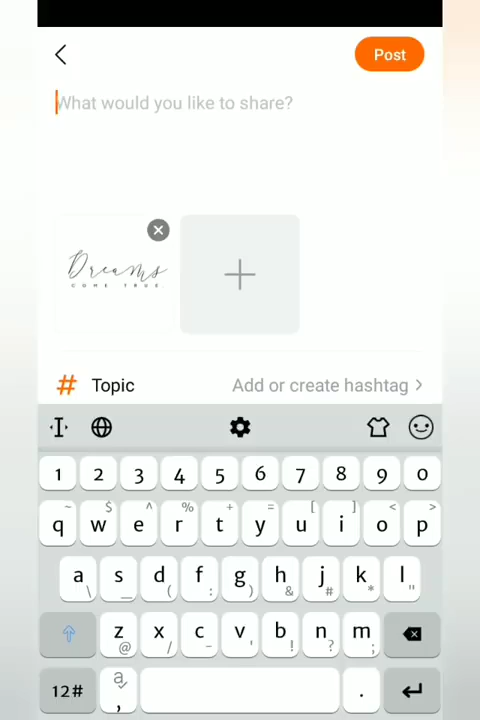 Post
What would you like to share?
Dreams
COME TRUE.
# Topic Add or create hashtag >
1 2 3 4 5 6 7 8 9 0
~ $ ^ % + = [ ] < >
q w e r t y u i o p
a s d f g h j k l
\ _ ( : ) & # * "
z x c v b n m
@ / - ' ! ? ;
12# a , .